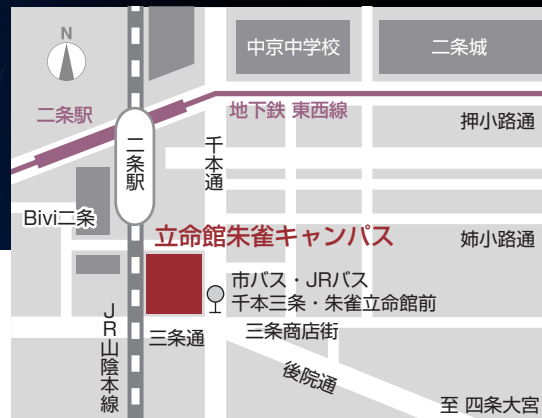 N
中京中学校
二条城
二条駅
地下鉄 東西線
押小路通
二条駅
千本通
Bivi二条
立命館朱雀キャンパス
姉小路通
市バス・JRバス
千本三条・朱雀立命館前
JR山陰本線
三条通
三条商店街
後院通
至 四条大宮